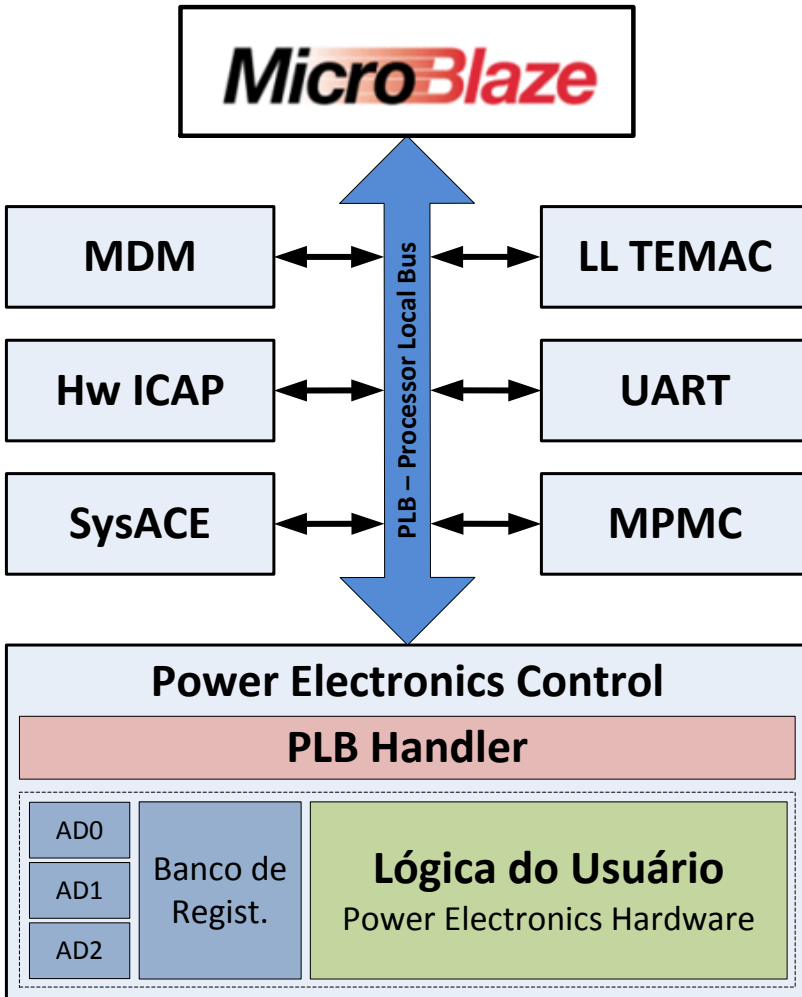 MicroBlaze
MDM
LL TEMAC
Hw ICAP
UART
SysACE
MPMC
PLB – Processor Local Bus
Power Electronics Control
PLB Handler
AD0
AD1
AD2
Banco de
Regist.
Lógica do Usuário
Power Electronics Hardware